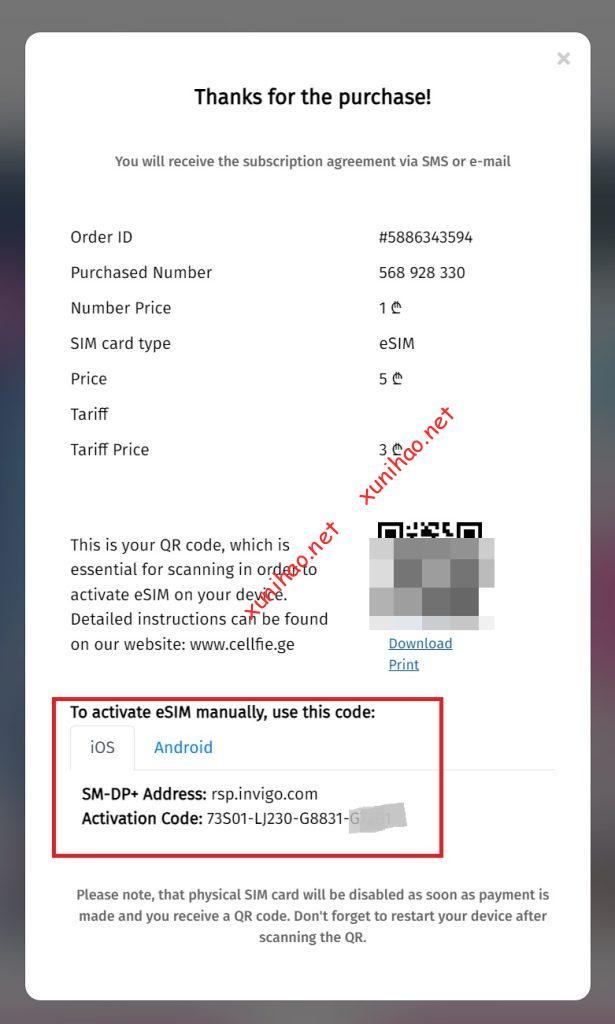 ×
Thanks for the purchase!
You will receive the subscription agreement via SMS or e-mail
Order ID #5886343594
Purchased Number 568 928 330
Number Price 1 ₾
SIM card type eSIM
Price 5 ₾
Tariff
Tariff Price 3 ₾
xunihao.net
This is your QR code, which is
essential for scanning in order to
activate eSIM on your device.
Detailed instructions can be found
on our website: www.cellfie.ge
xunihao.net
Download
Print
To activate eSIM manually, use this code:
iOS Android
SM-DP+ Address: rsp.invigo.com
Activation Code: 73S01-LJ230-G8831-G
Please note, that physical SIM card will be disabled as soon as payment is
made and you receive a QR code. Don't forget to restart your device after
scanning the QR.